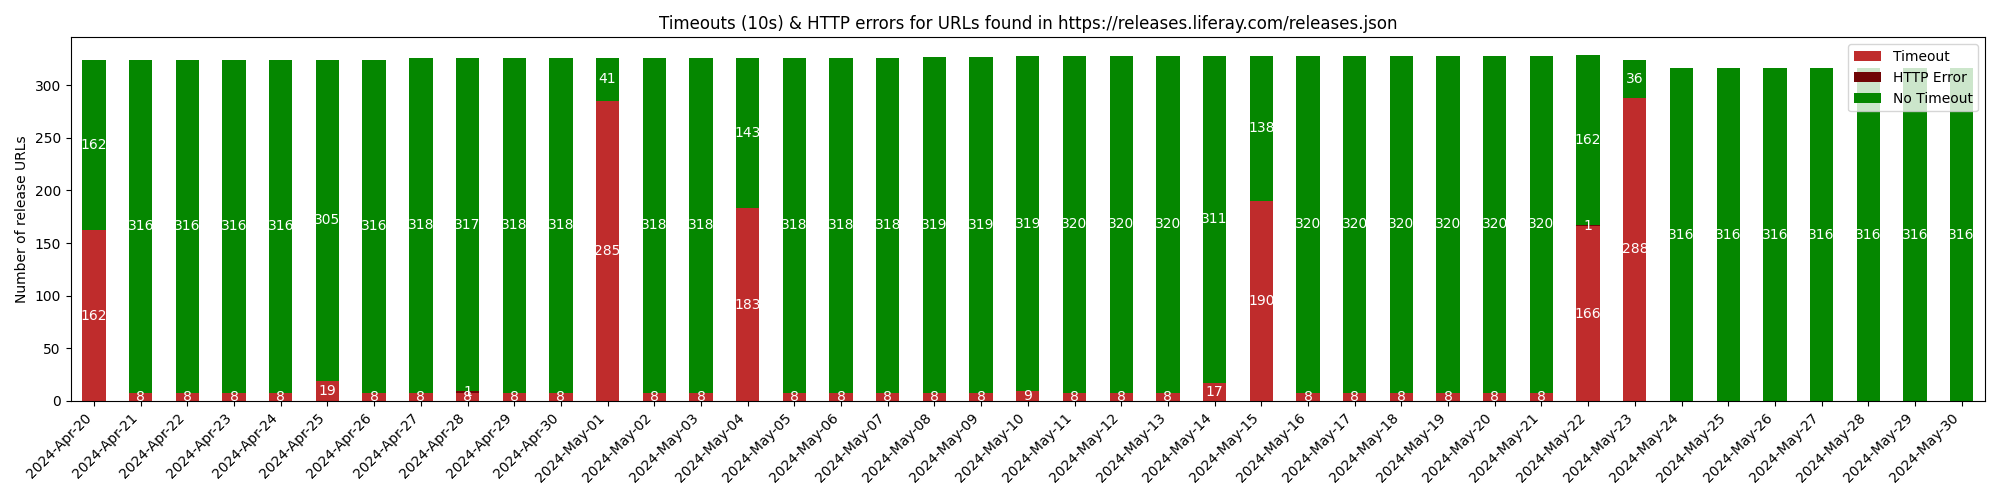 Timeouts (10s) & HTTP errors for URLs found in https://releases.liferay.com/releases.json
Timeout
HTTP Error
No Timeout
Number of release URLs
300
250
200
150
100
50
0
41 36
162 143 138 162
316 316 316 316 305 316 318 317 318 318 318 318 318 318 318 319 319 319 320 320 320 311 320 320 320 320 320 320 1 316 316 316 316 316 316 316
162 285 183 190 166 288
8 8 8 8 19 8 8 1 8 8 8 8 8 8 8 8 8 8 9 8 8 8 17 8 8 8 8 8 8
2024-Apr-20
2024-Apr-21
2024-Apr-22
2024-Apr-23
2024-Apr-24
2024-Apr-25
2024-Apr-26
2024-Apr-27
2024-Apr-28
2024-Apr-29
2024-Apr-30
2024-May-01
2024-May-02
2024-May-03
2024-May-04
2024-May-05
2024-May-06
2024-May-07
2024-May-08
2024-May-09
2024-May-10
2024-May-11
2024-May-12
2024-May-13
2024-May-14
2024-May-15
2024-May-16
2024-May-17
2024-May-18
2024-May-19
2024-May-20
2024-May-21
2024-May-22
2024-May-23
2024-May-24
2024-May-25
2024-May-26
2024-May-27
2024-May-28
2024-May-29
2024-May-30